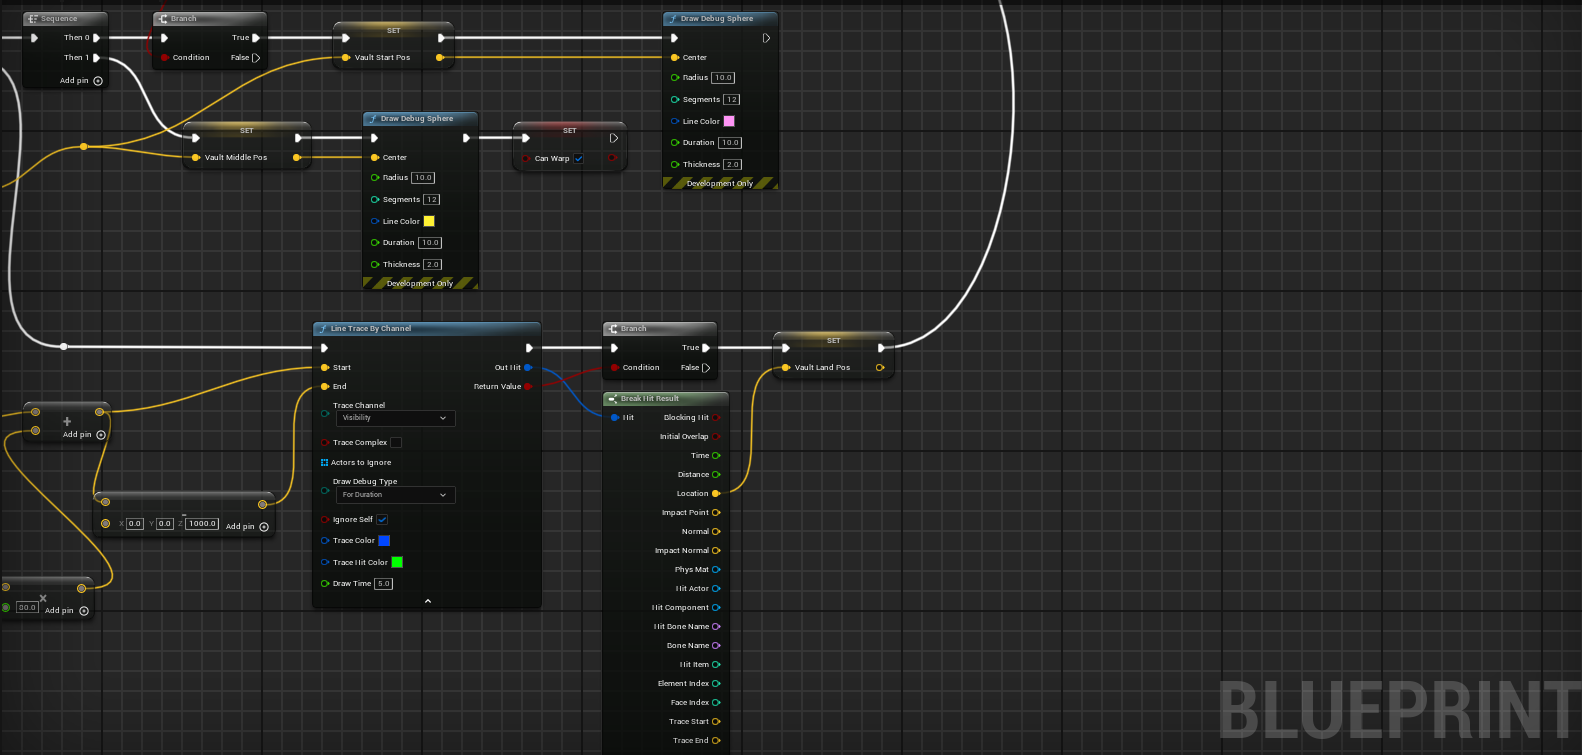 Sequence
Then 0
Then 1
Add pin
Branch
True
Condition
False
SET
Vault Start Pos
Draw Debug Sphere
Center
Radius 10.0
Segments 12
Line Color
Duration 10.0
Thickness 2.0
Development Only
SET
Vault Middle Pos
Draw Debug Sphere
Center
Radius 10.0
Segments 12
Line Color
Duration 10.0
Thickness 2.0
Development Only
SET
Can Warp
Line Trace By Channel
Start
Out Hit
End
Return Value
Trace Channel
Visibility
Trace Complex
Actors to Ignore
Draw Debug Type
For Duration
Ignore Self
Trace Color
Trace Hit Color
Draw Time 5.0
Branch
True
Condition
False
SET
Vault Land Pos
Break Hit Result
Hit
Blocking Hit
Initial Overlap
Time
Distance
Location
Impact Point
Normal
Impact Normal
Phys Mat
Hit Actor
Hit Component
Hit Bone Name
Bone Name
Hit Item
Element Index
Face Index
Trace Start
Trace End
+
Add pin
-
X 0.0 Y 0.0 Z 1000.0 Add pin
×
Add pin
BLUEPRINT